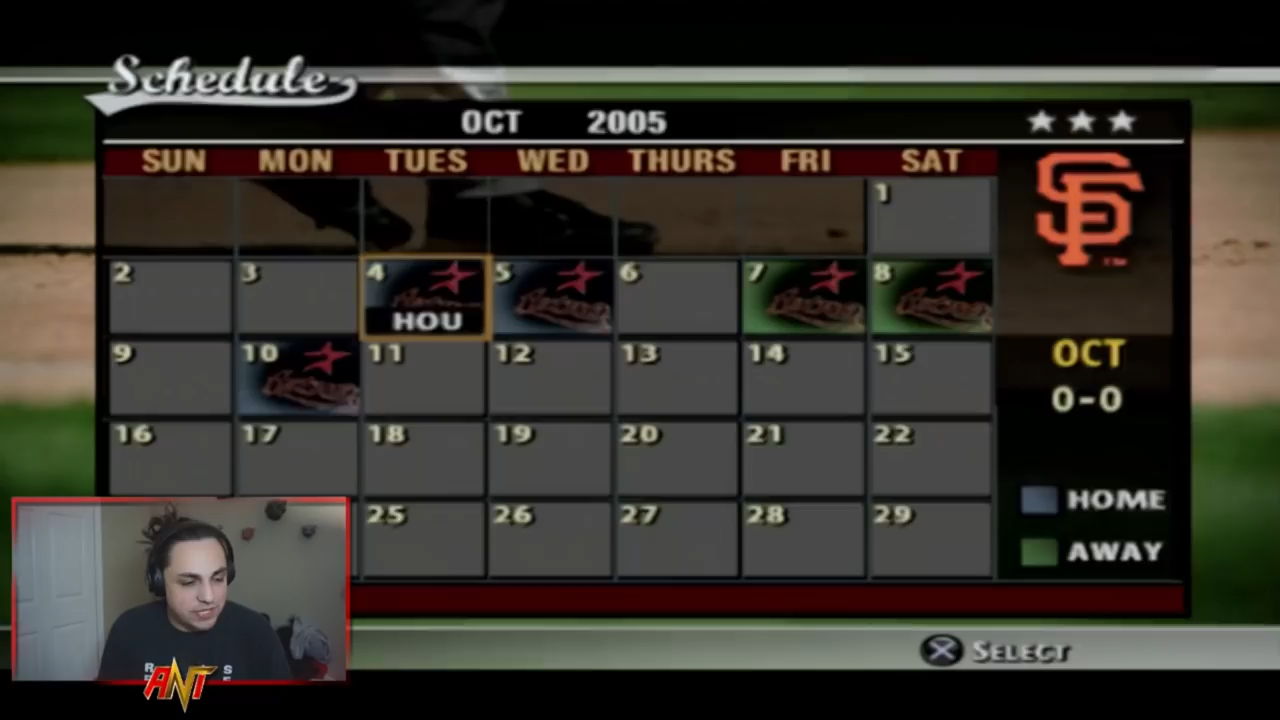 Schedule
OCT 2005
SUN MON TUES WED THURS FRI SAT
1
2 3 4 5 6 7 8
HOU
9 10 11 12 13 14 15
16 17 18 19 20 21 22
25 26 27 28 29
SF
OCT
0-0
HOME
AWAY
SELECT
ANT